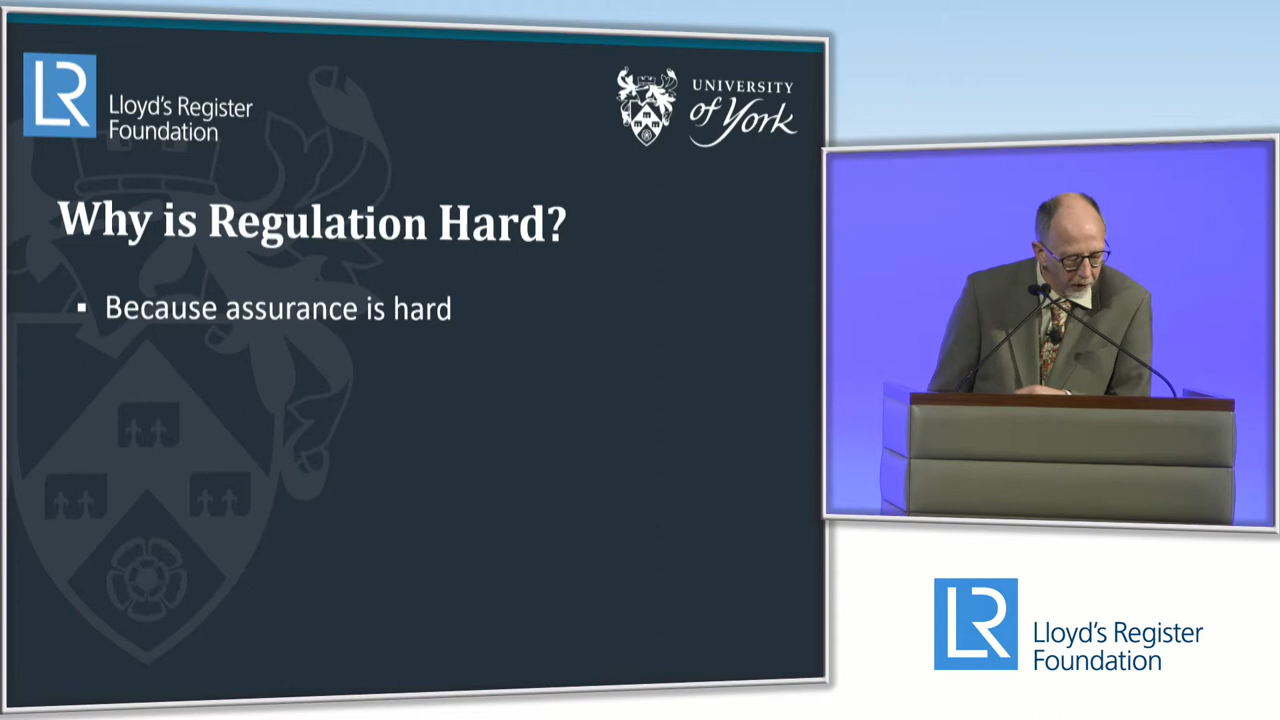 LR
Lloyd's Register
Foundation
UNIVERSITY
of York
Why is Regulation Hard?
▪ Because assurance is hard
LR
Lloyd's Register
Foundation